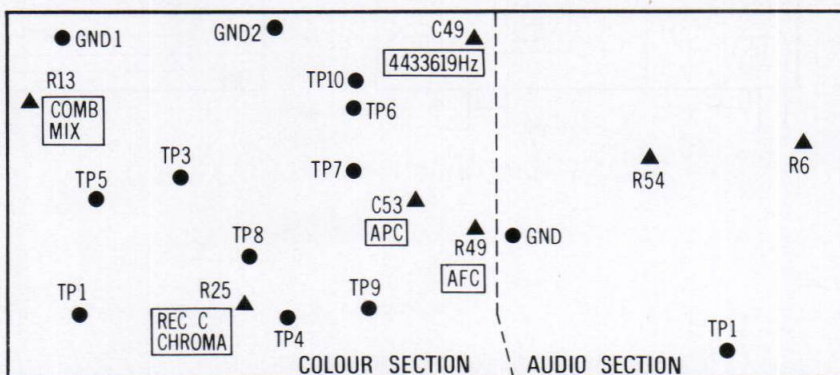 GND1
GND2
C49
4433619Hz
R13
COMB
MIX
TP10
TP6
TP3
TP7
R54
R6
TP5
C53
APC
R49
AFC
GND
TP8
TP1
R25
REC C
CHROMA
TP4
TP9
TP1
COLOUR SECTION
AUDIO SECTION